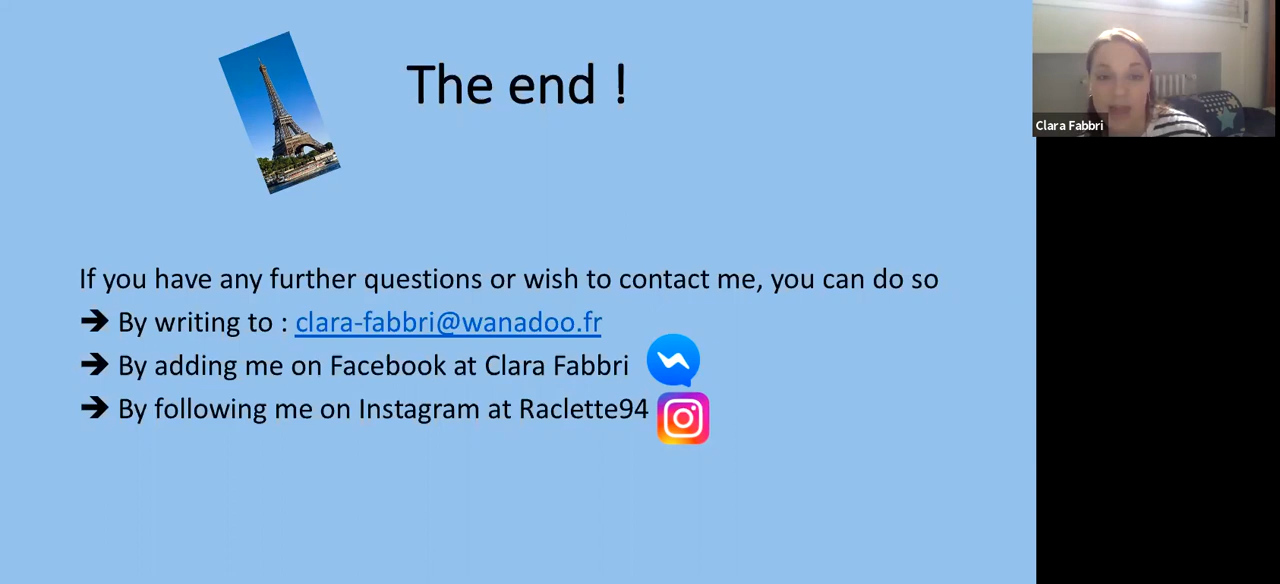 The end !
Clara Fabbri
If you have any further questions or wish to contact me, you can do so
➔ By writing to : clara-fabbri@wanadoo.fr
➔ By adding me on Facebook at Clara Fabbri
➔ By following me on Instagram at Raclette94